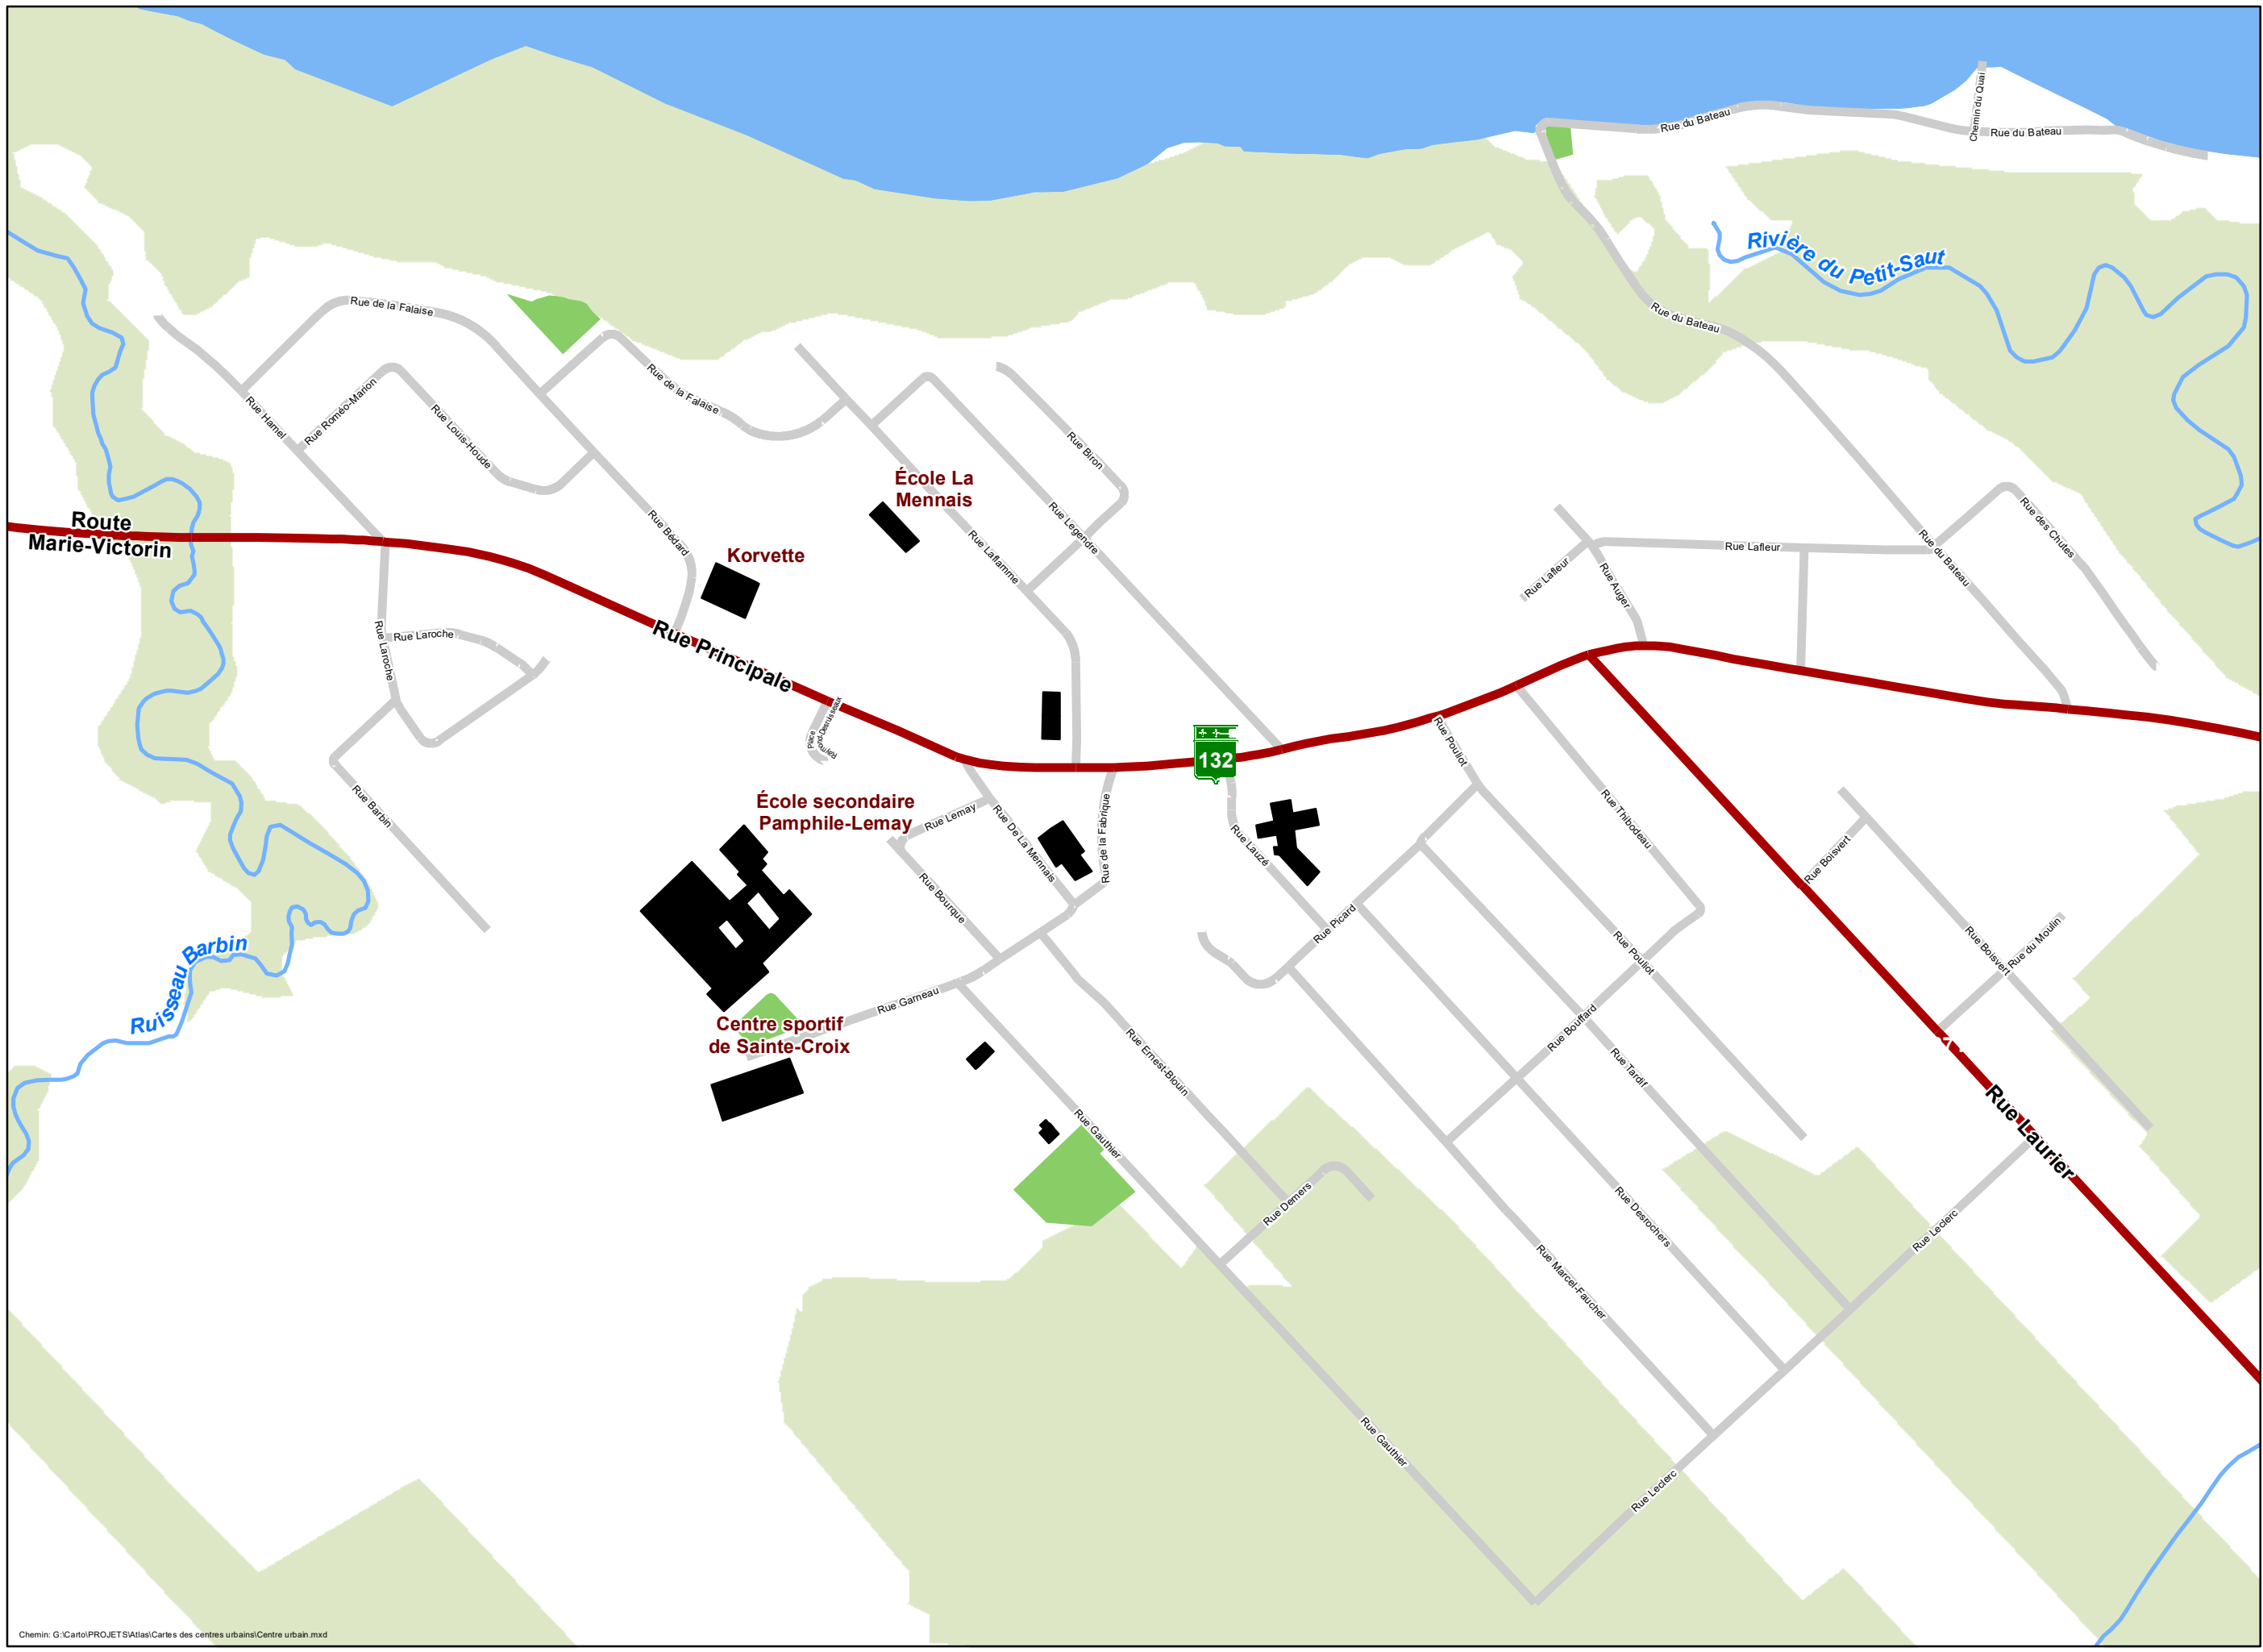 Chemin du Quai
Rue du Bateau
Rue du Bateau
Rivière du Petit-Saut
Rue de la Falaise
Rue du Bateau
Rue de la Falaise
Rue Hamel
Rue Roméo-Marion
Rue Louis-Houde
Rue Biron
École La
Mennais
Route
Marie-Victorin
Rue Bédard
Rue Legendre
Rue Laflamme
Korvette
Rue Lafleur
Rue Lafleur
Rue Auger
Rue du Bateau
Rue des Chutes
Rue Laroche
Rue Laroche
Rue Principale
Place
132
Rue Pouliot
Rue Barbin
École secondaire
Pamphile-Lemay
Rue Lemay
Rue De La Mennais
Rue de la Fabrique
Rue Lauzé
Rue Thibodeau
Rue Boisvert
Rue Bourque
Rue Picard
Rue Pouliot
Rue Boisvert
Rue du Moulin
Ruisseau Barbin
Rue Garneau
Centre sportif
de Sainte-Croix
Rue Bouffard
Rue Ernest-Blouin
Rue Tardif
Rue Gauthier
Rue Laurier
Rue Demers
Rue Desrochers
Rue Leclerc
Rue Marcel-Faucher
Rue Gauthier
Rue Leclerc
Chemin: G:\Carto\PROJETS\Atlas\Cartes des centres urbains\Centre urbain.mxd